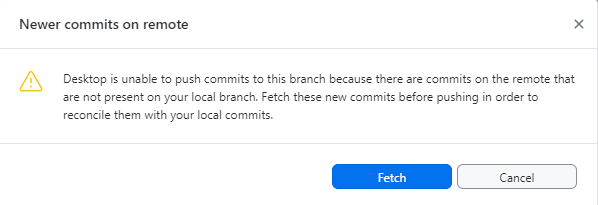 Newer commits on remote
Desktop is unable to push commits to this branch because there are commits on the remote that
are not present on your local branch. Fetch these new commits before pushing in order to
reconcile them with your local commits.
Fetch
Cancel